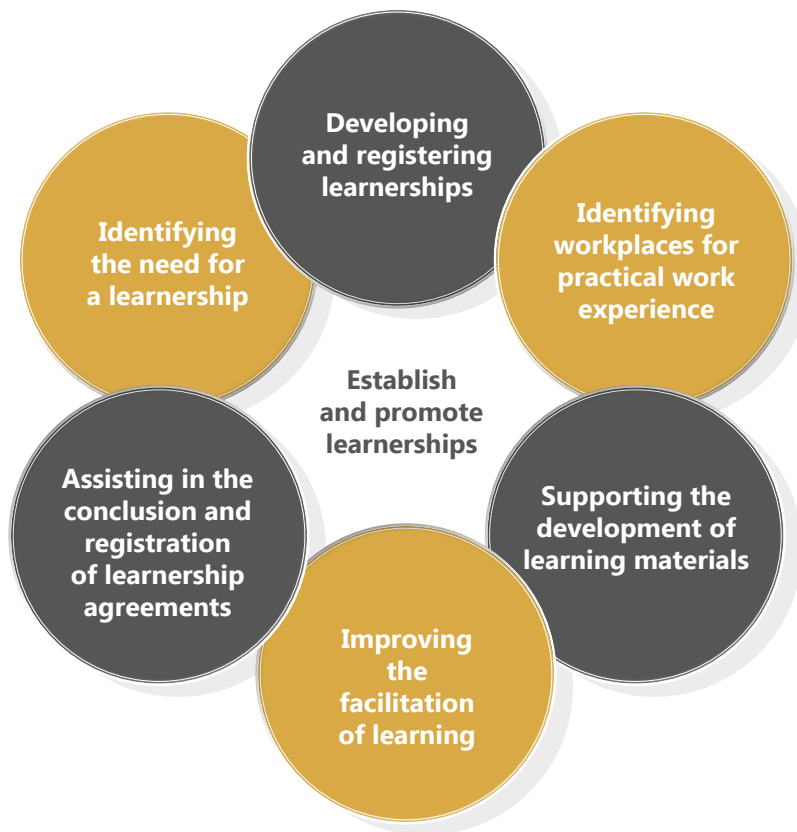 Developing
and registering
learnerships
Identifying
the need for
a learnership
Identifying
workplaces for
practical work
experience
Establish
and promote
learnerships
Assisting in the
conclusion and
registration
of learnership
agreements
Supporting the
development of
learning materials
Improving
the
facilitation
of learning